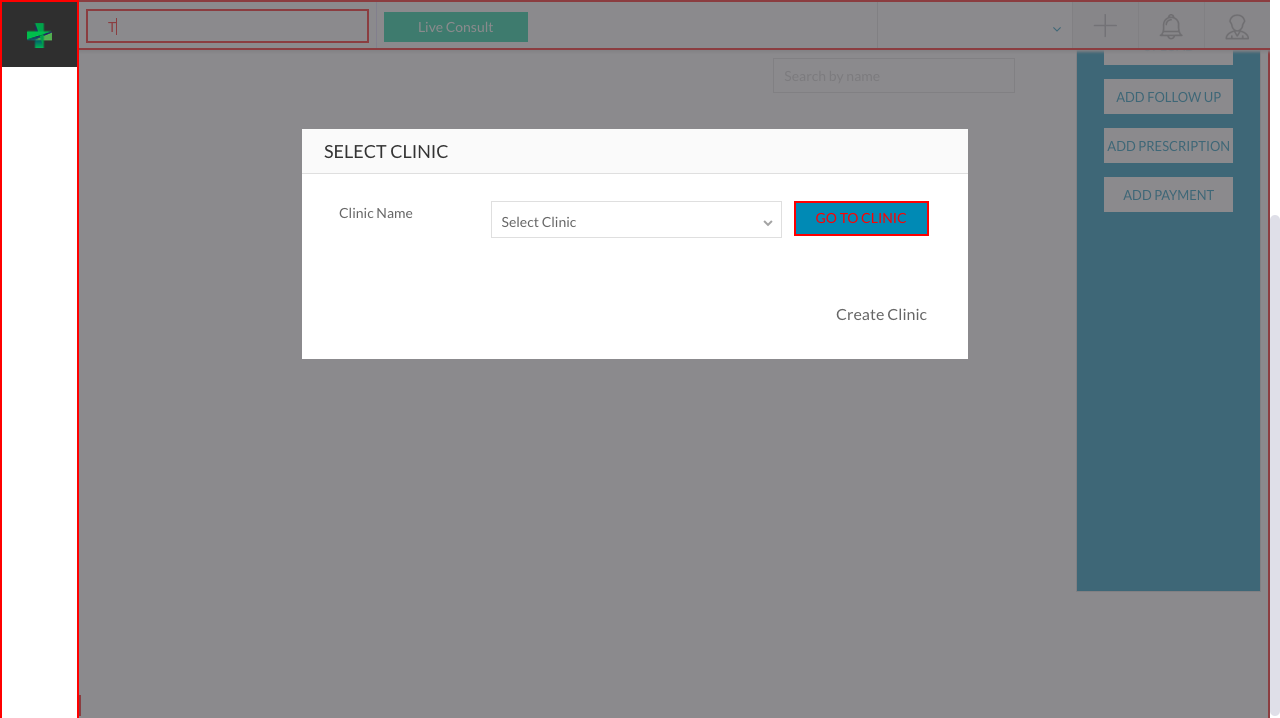 T
Live Consult
Search by name
ADD FOLLOW UP
ADD PRESCRIPTION
ADD PAYMENT
SELECT CLINIC
Clinic Name
Select Clinic
GO TO CLINIC
Create Clinic